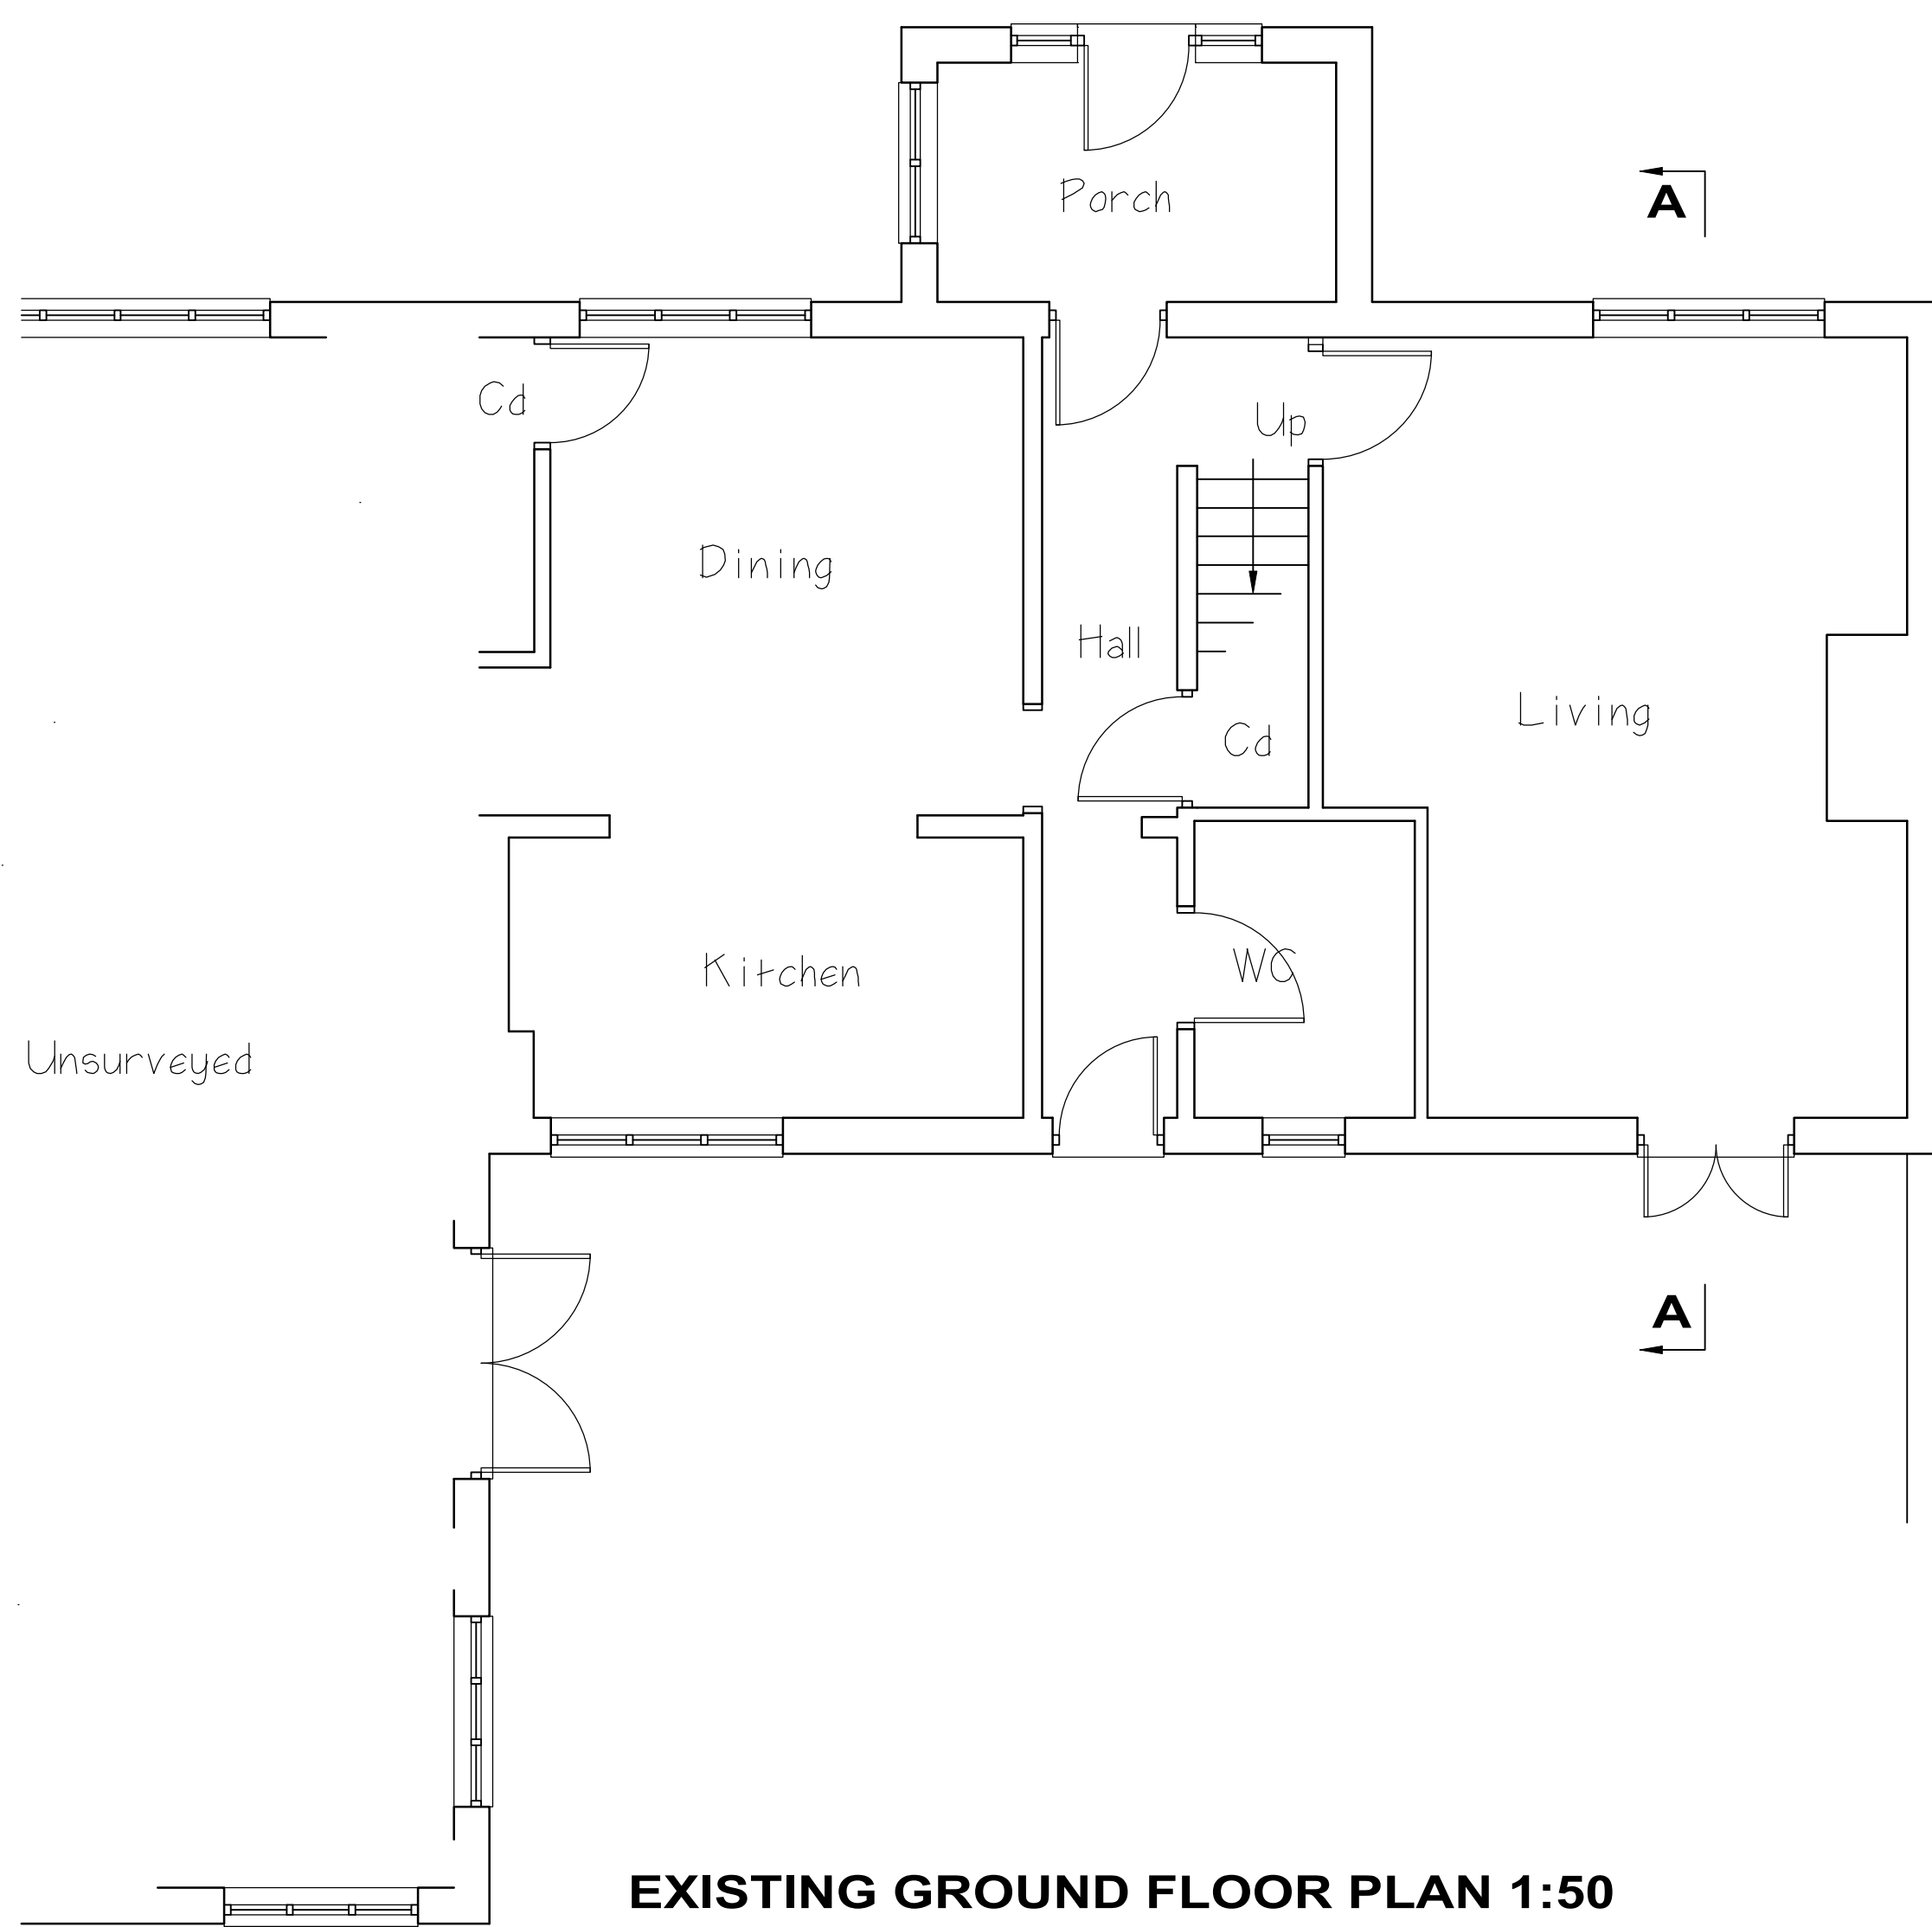 Porch
A
Cd
Up
Dining
Hall
Living
Cd
Kitchen
WC
Unsurveyed
A
EXISTING GROUND FLOOR PLAN 1:50